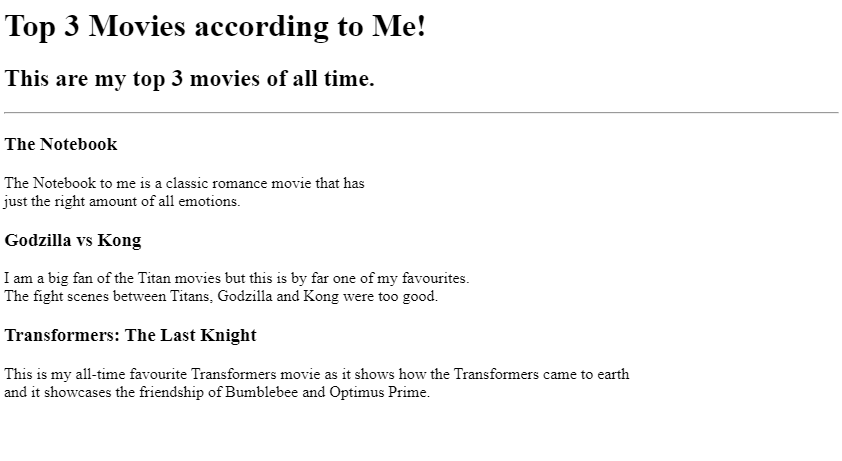 Top 3 Movies according to Me!
This are my top 3 movies of all time.
The Notebook
The Notebook to me is a classic romance movie that has
just the right amount of all emotions.
Godzilla vs Kong
I am a big fan of the Titan movies but this is by far one of my favourites.
The fight scenes between Titans, Godzilla and Kong were too good.
Transformers: The Last Knight
This is my all-time favourite Transformers movie as it shows how the Transformers came to earth
and it showcases the friendship of Bumblebee and Optimus Prime.